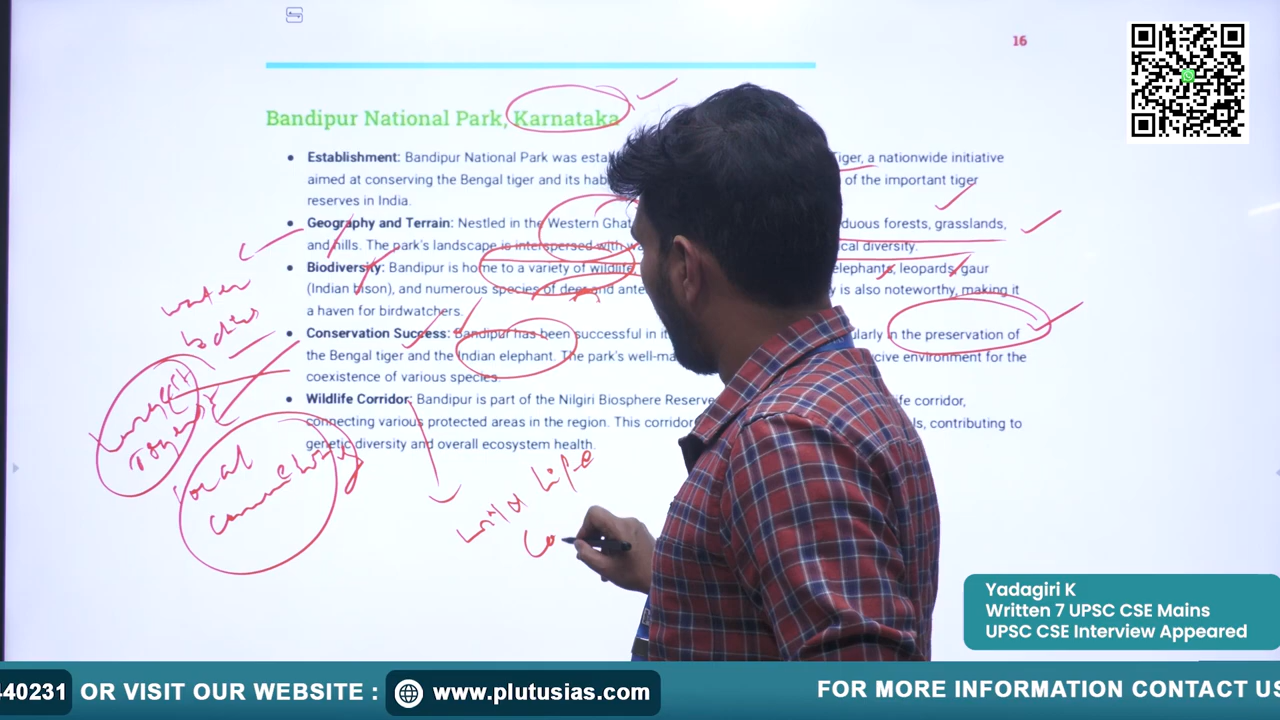 16
Bandipur National Park, Karnataka
• Establishment: Bandipur National Park was estal Tiger, a nationwide initiative
aimed at conserving the Bengal tiger and its hab of the important tiger
reserves in India.
• Geography and Terrain: Nestled in the Western Ghat duous forests, grasslands,
and hills. The park's landscape is interspersed with wa cal diversity.
• Biodiversity: Bandipur is home to a variety of wildlife, elephants, leopards, gaur
(Indian bison), and numerous species of deer and ante y is also noteworthy, making it
a haven for birdwatchers.
• Conservation Success: Bandipur has been successful in it ularly in the preservation of
the Bengal tiger and the Indian elephant. The park's well-ma cive environment for the
coexistence of various species.
• Wildlife Corridor: Bandipur is part of the Nilgiri Biosphere Reserve fe corridor,
connecting various protected areas in the region. This corridor s, contributing to
genetic diversity and overall ecosystem health.
water
bodies
local
Wild Life
Co
Yadagiri K
Written 7 UPSC CSE Mains
UPSC CSE Interview Appeared
440231 OR VISIT OUR WEBSITE : www.plutusias.com FOR MORE INFORMATION CONTACT US